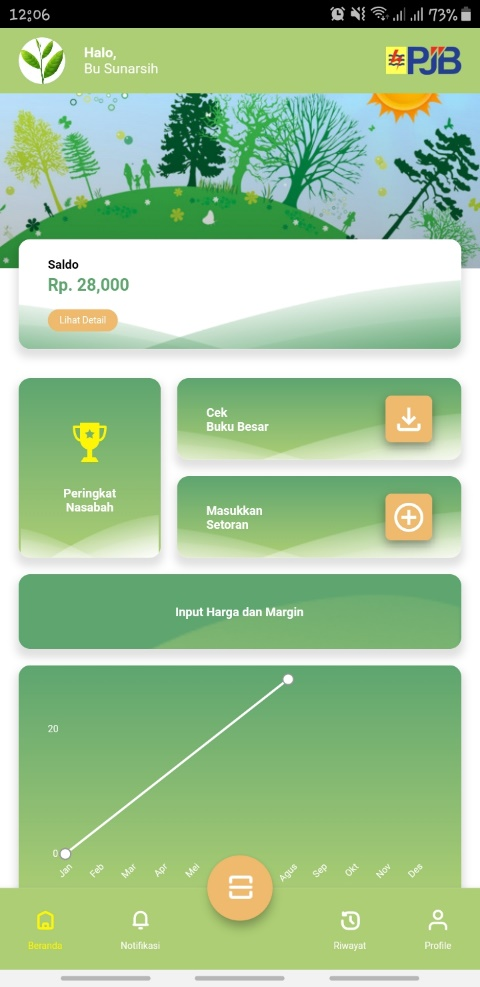 12:06
73%
Halo,
Bu Sunarsih
PJB
Saldo
Rp. 28,000
Lihat Detail
Peringkat
Nasabah
Cek
Buku Besar
Masukkan
Setoran
Input Harga dan Margin
20
0
Jan Feb Mar Apr Mei Agus Sep Okt Nov Des
Beranda
Notifikasi
Riwayat
Profile